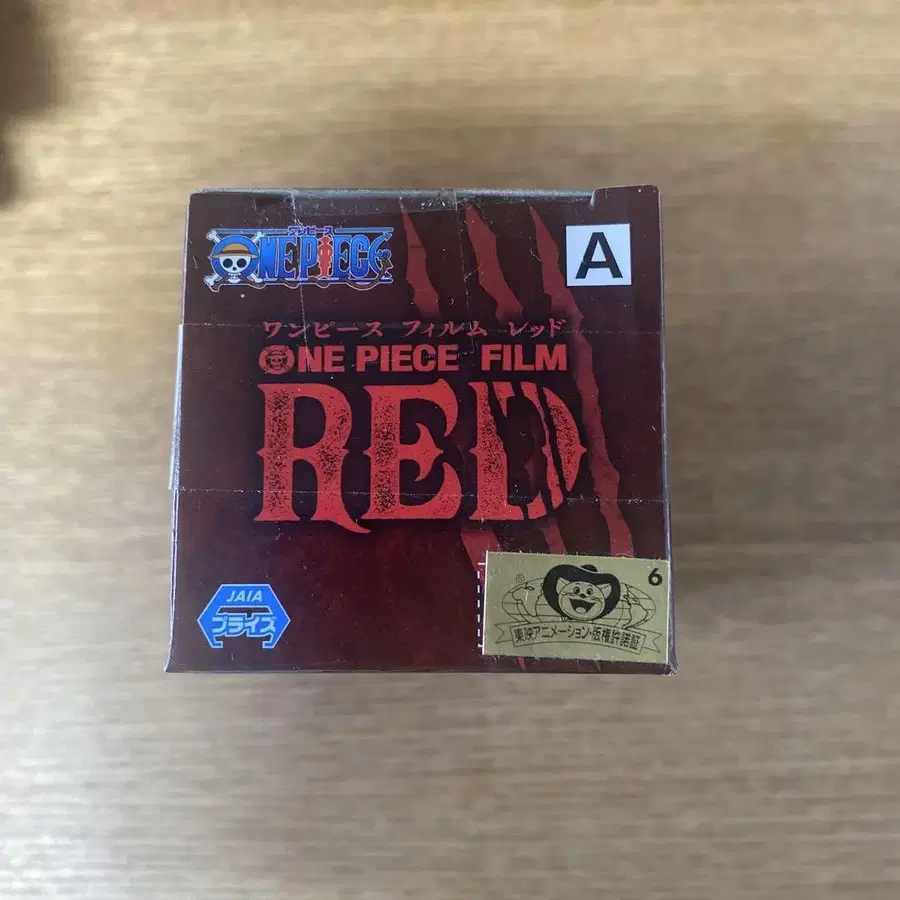 ワンピース
ONE PIECE
A
ワンピース フィルム レッド
ONE PIECE FILM
RED
JAIA
プライズ
® 6
東映アニメーション・版権許諾証